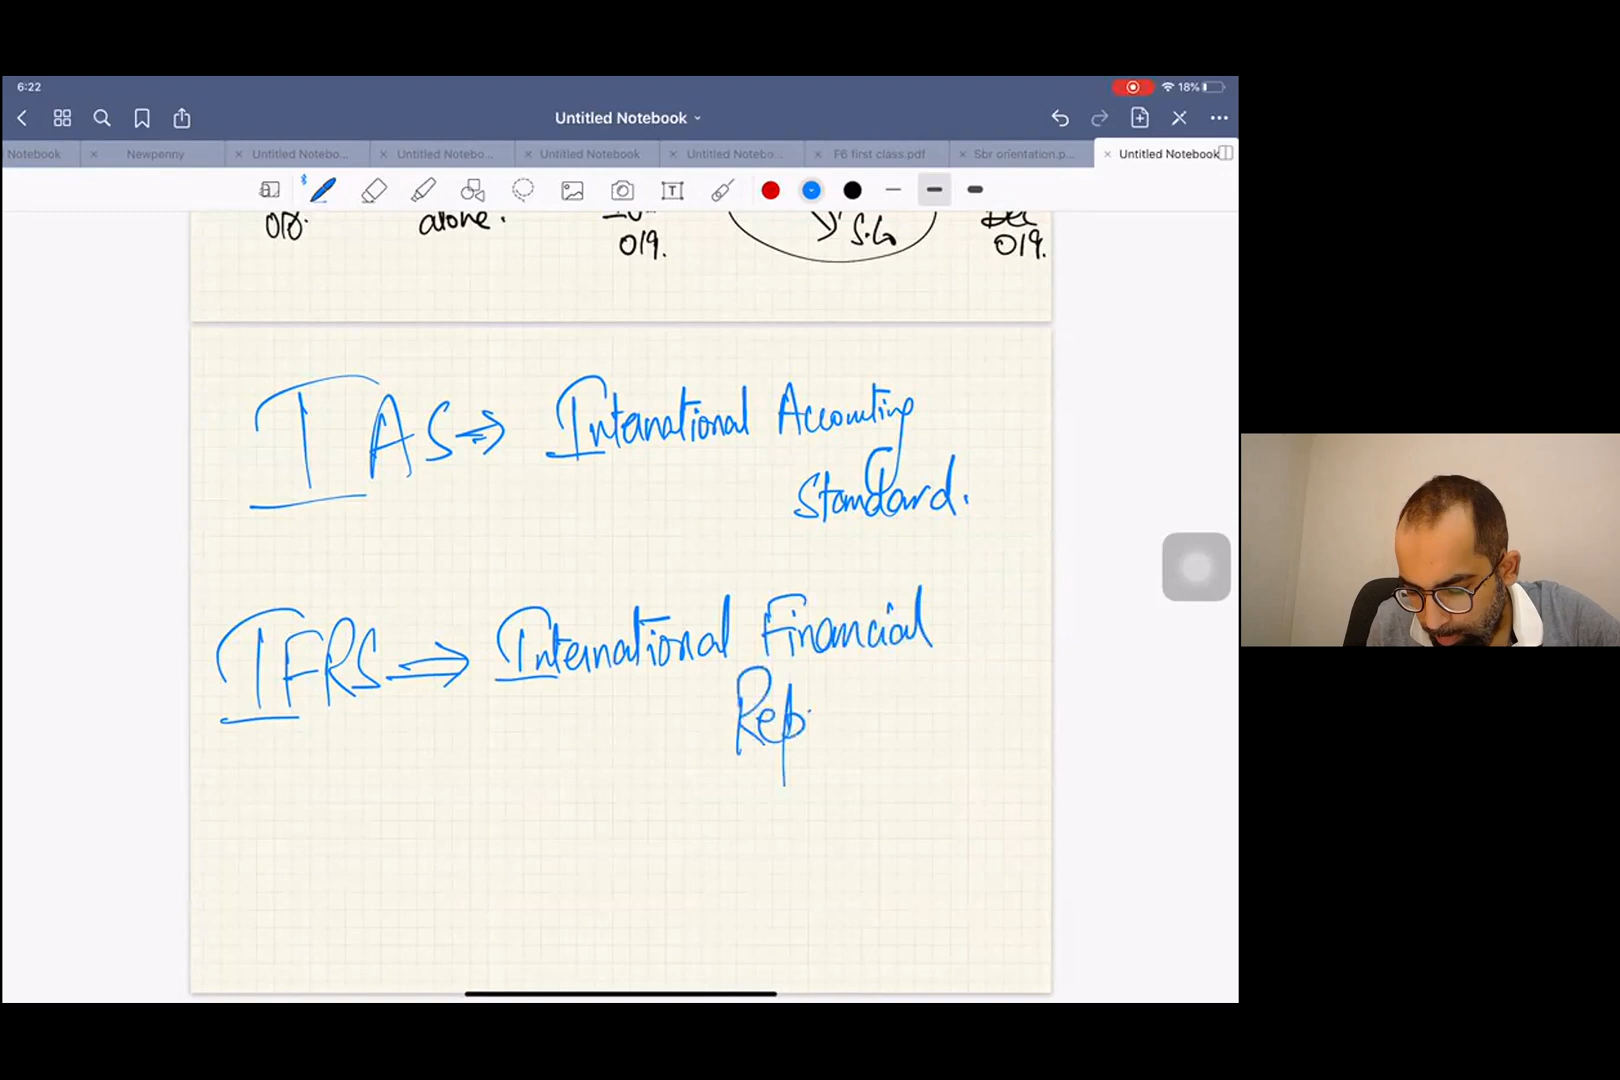 6:22
18%
Untitled Notebook
Notebook
Newpenny
Untitled Notebo...
Untitled Notebo...
Untitled Notebook
Untitled Notebo...
F6 first class.pdf
Sbr orientation.p...
Untitled Notebook
T
018.
alone.
019.
S.G
Dec
019.
IAS ⇒ International Accounting
Standard.
IFRS ⇒ International Financial
Rep